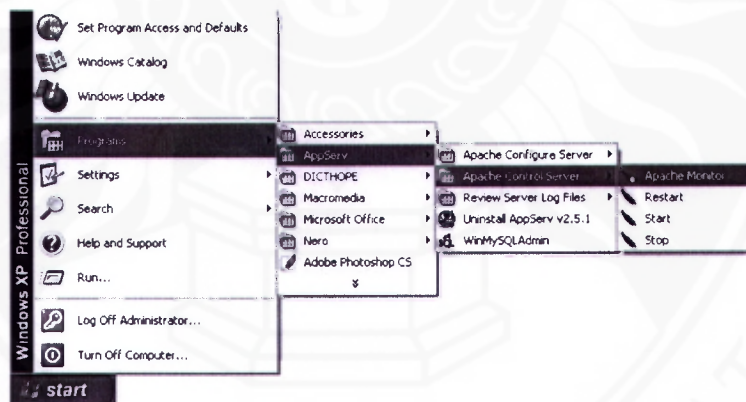 Set Program Access and Defaults
Windows Catalog
Windows Update
Programs
Settings
Search
Help and Support
Run...
Log Off Administrator...
Turn Off Computer...
Windows XP Professional
start
Accessories
AppServ
DICTHOPE
Macromedia
Microsoft Office
Nero
Adobe Photoshop CS
Apache Configure Server
Apache Control Server
Review Server Log Files
Uninstall AppServ v2.5.1
WinMySQLAdmin
Apache Monitor
Restart
Start
Stop